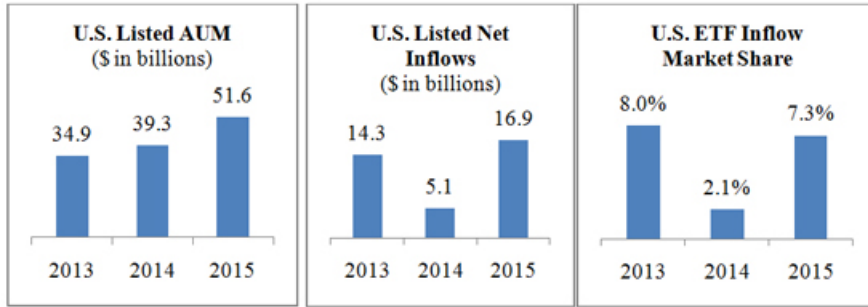 U.S. Listed AUM
($ in billions)
51.6
39.3
34.9
2013 2014 2015
U.S. Listed Net
Inflows
($ in billions)
16.9
14.3
5.1
2013 2014 2015
U.S. ETF Inflow
Market Share
8.0%
7.3%
2.1%
2013 2014 2015